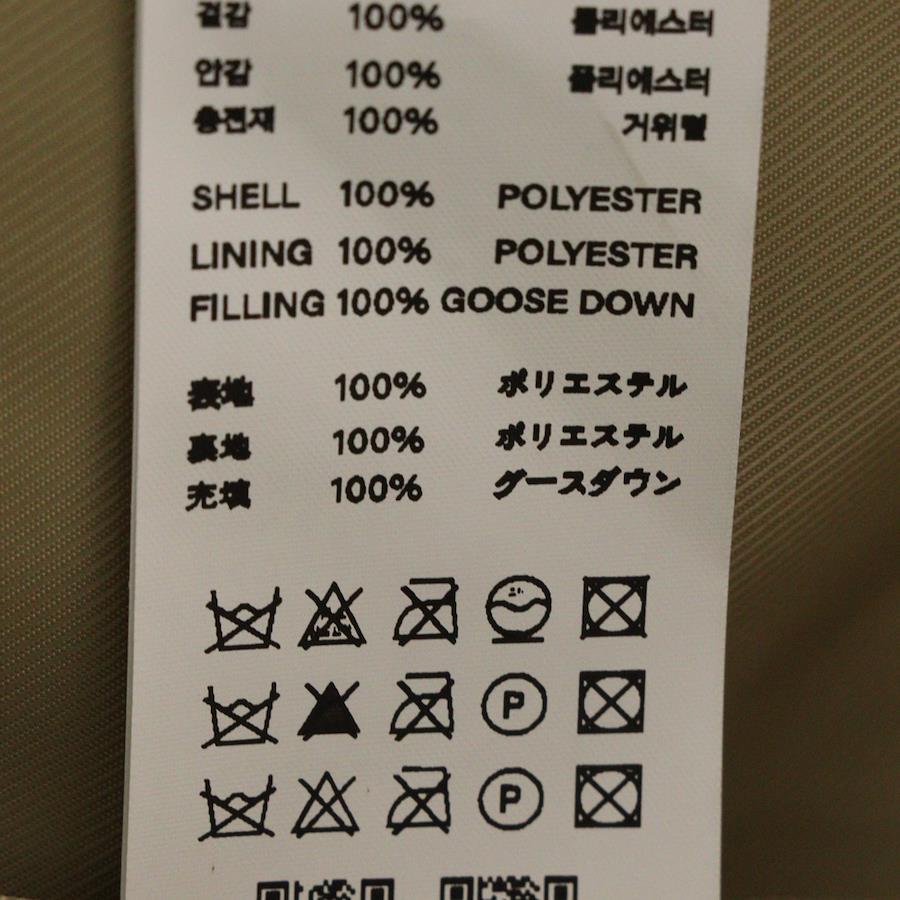 겉감 100% 폴리에스터
안감 100% 폴리에스터
충전재 100% 거위털
SHELL 100% POLYESTER
LINING 100% POLYESTER
FILLING 100% GOOSE DOWN
表地 100% ポリエステル
裏地 100% ポリエステル
充填 100% グースダウン
P
P